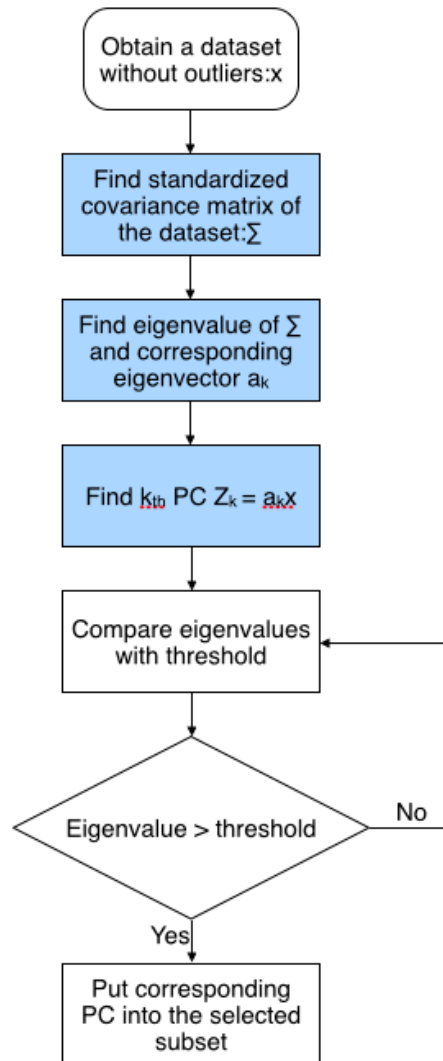 Obtain a dataset
without outliers:x
Find standardized
covariance matrix of
the dataset:∑
Find eigenvalue of ∑
and corresponding
eigenvector aₖ
Find kₜₕ PC Zₖ = aₖx
Compare eigenvalues
with threshold
Eigenvalue > threshold
No
Yes
Put corresponding
PC into the selected
subset